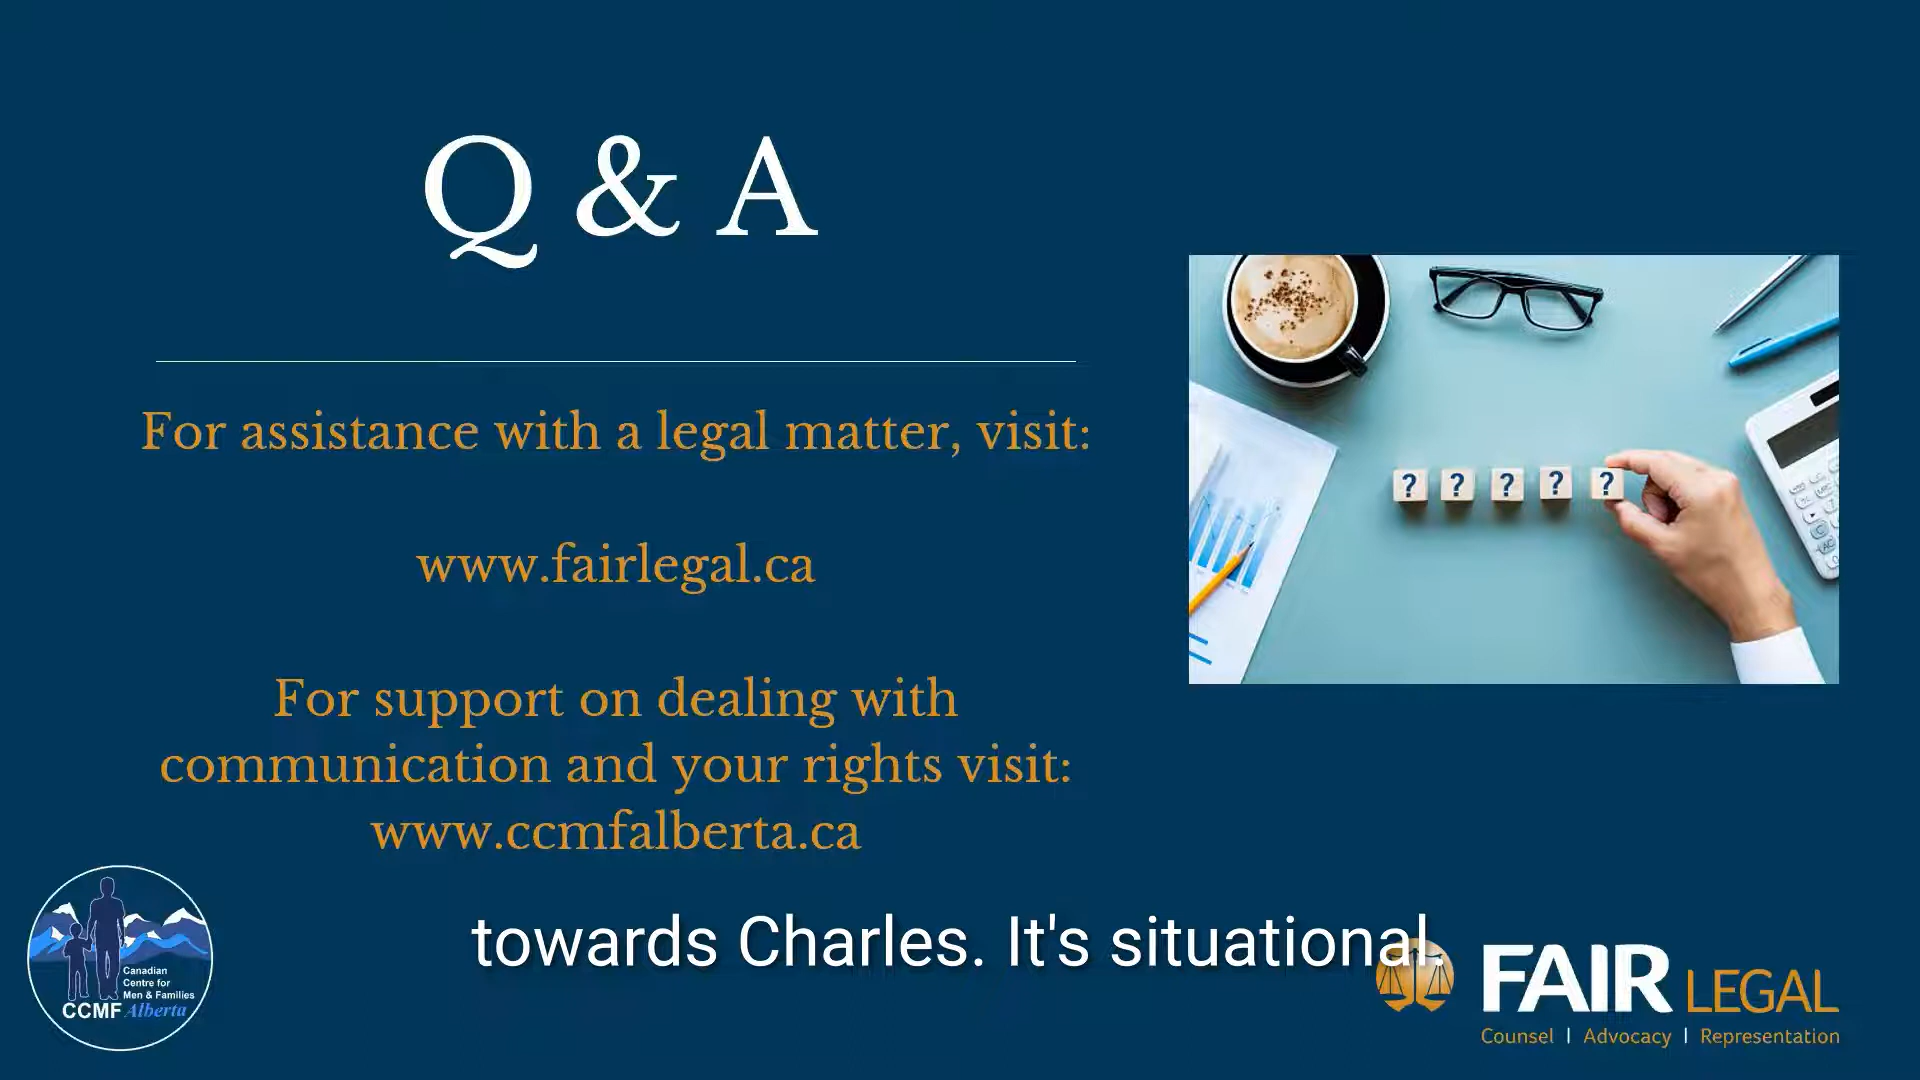 Q & A
For assistance with a legal matter, visit:
www.fairlegal.ca
For support on dealing with
communication and your rights visit:
www.ccmfalberta.ca
? ? ? ? ?
towards Charles. It's situational.
Canadian
Centre for
Men & Families
CCMF Alberta
FAIR LEGAL
Counsel | Advocacy | Representation